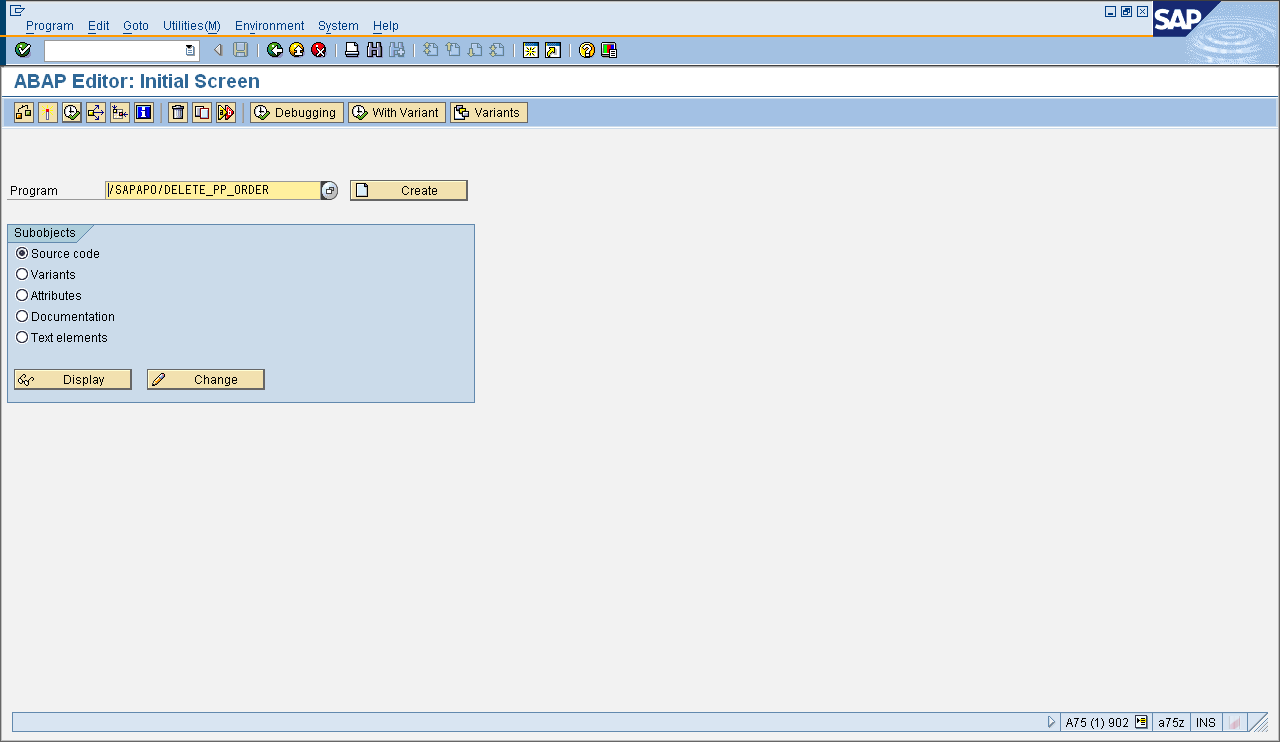 Program Edit Goto Utilities(M) Environment System Help
SAP
ABAP Editor: Initial Screen
Debugging With Variant Variants
Program /SAPAPO/DELETE_PP_ORDER Create
Subobjects
Source code
Variants
Attributes
Documentation
Text elements
Display Change
A75 (1) 902 a75z INS